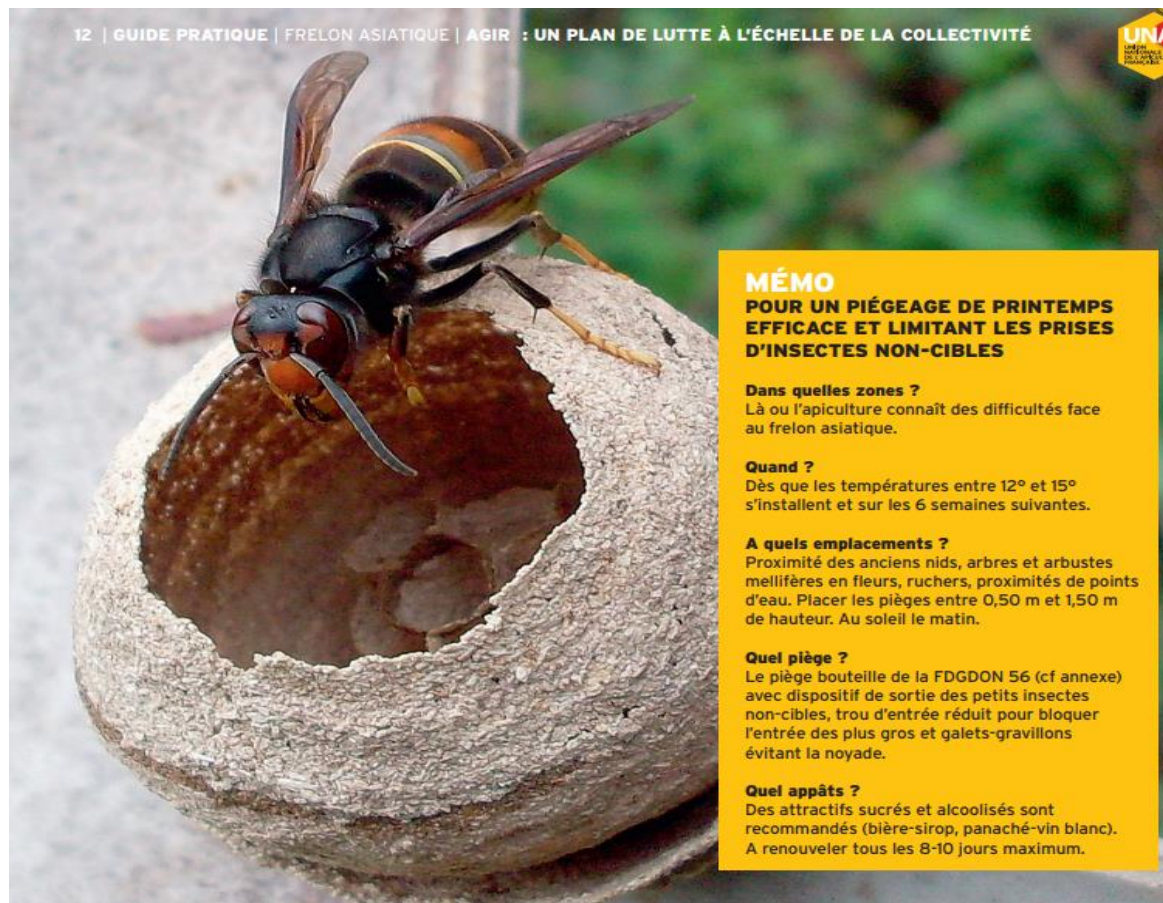 12 | GUIDE PRATIQUE | FRELON ASIATIQUE | AGIR : UN PLAN DE LUTTE À L'ÉCHELLE DE LA COLLECTIVITÉ
UNION
NATIONALE
MÉMO
POUR UN PIÉGEAGE DE PRINTEMPS
EFFICACE ET LIMITANT LES PRISES
D'INSECTES NON-CIBLES
Dans quelles zones ?
Là ou l'apiculture connaît des difficultés face
au frelon asiatique.
Quand ?
Dès que les températures entre 12° et 15°
s'installent et sur les 6 semaines suivantes.
A quels emplacements ?
Proximité des anciens nids, arbres et arbustes
mellifères en fleurs, ruchers, proximités de points
d'eau. Placer les pièges entre 0,50 m et 1,50 m
de hauteur. Au soleil le matin.
Quel piège ?
Le piège bouteille de la FDGDON 56 (cf annexe)
avec dispositif de sortie des petits insectes
non-cibles, trou d'entrée réduit pour bloquer
l'entrée des plus gros et galets-gravillons
évitant la noyade.
Quel appâts ?
Des attractifs sucrés et alcoolisés sont
recommandés (bière-sirop, panaché-vin blanc).
A renouveler tous les 8-10 jours maximum.